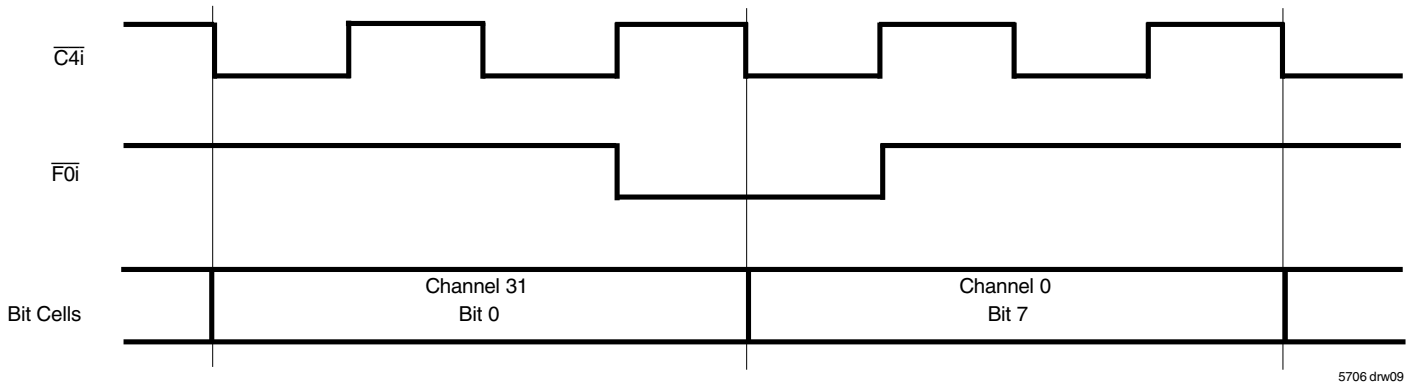 C4i
F0i
Channel 31
Channel 0
Bit Cells
Bit 0
Bit 7
5706 drw09